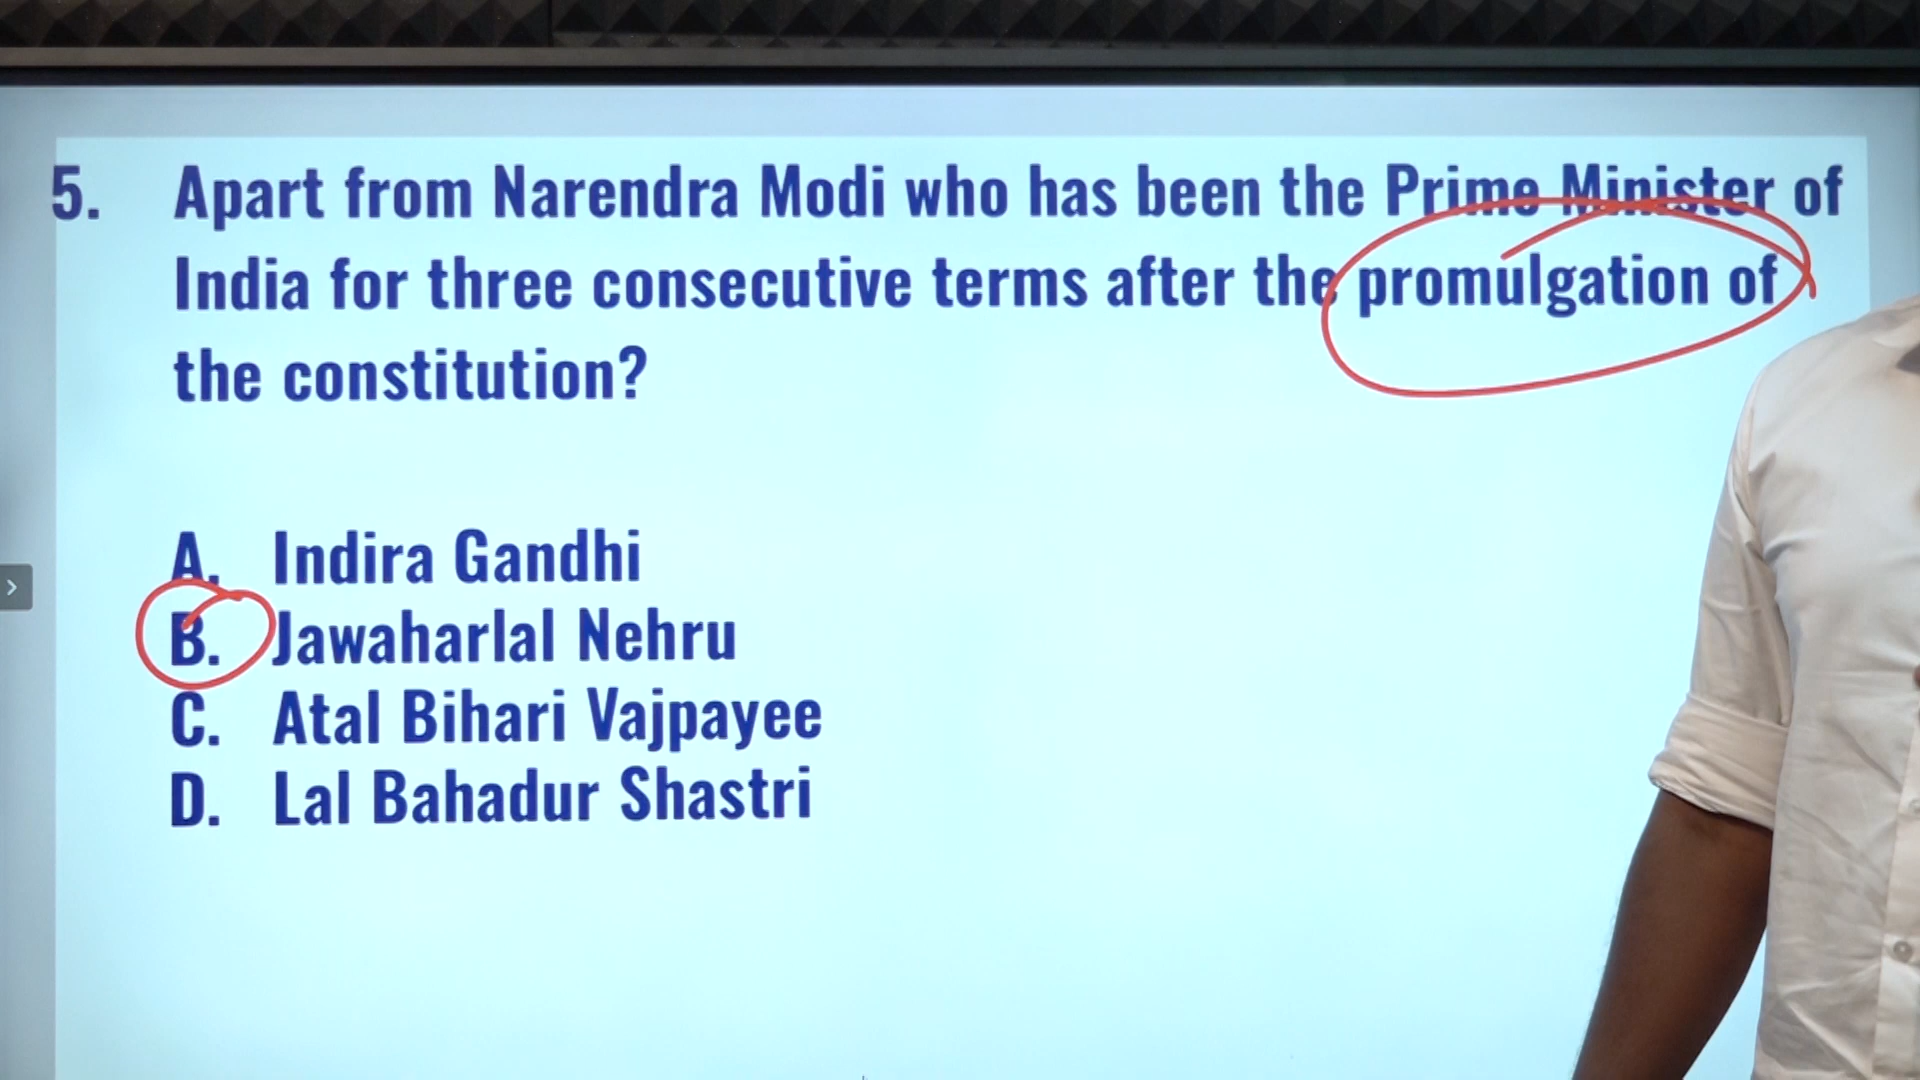 5. Apart from Narendra Modi who has been the Prime Minister of
India for three consecutive terms after the promulgation of
the constitution?
A. Indira Gandhi
B. Jawaharlal Nehru
C. Atal Bihari Vajpayee
D. Lal Bahadur Shastri